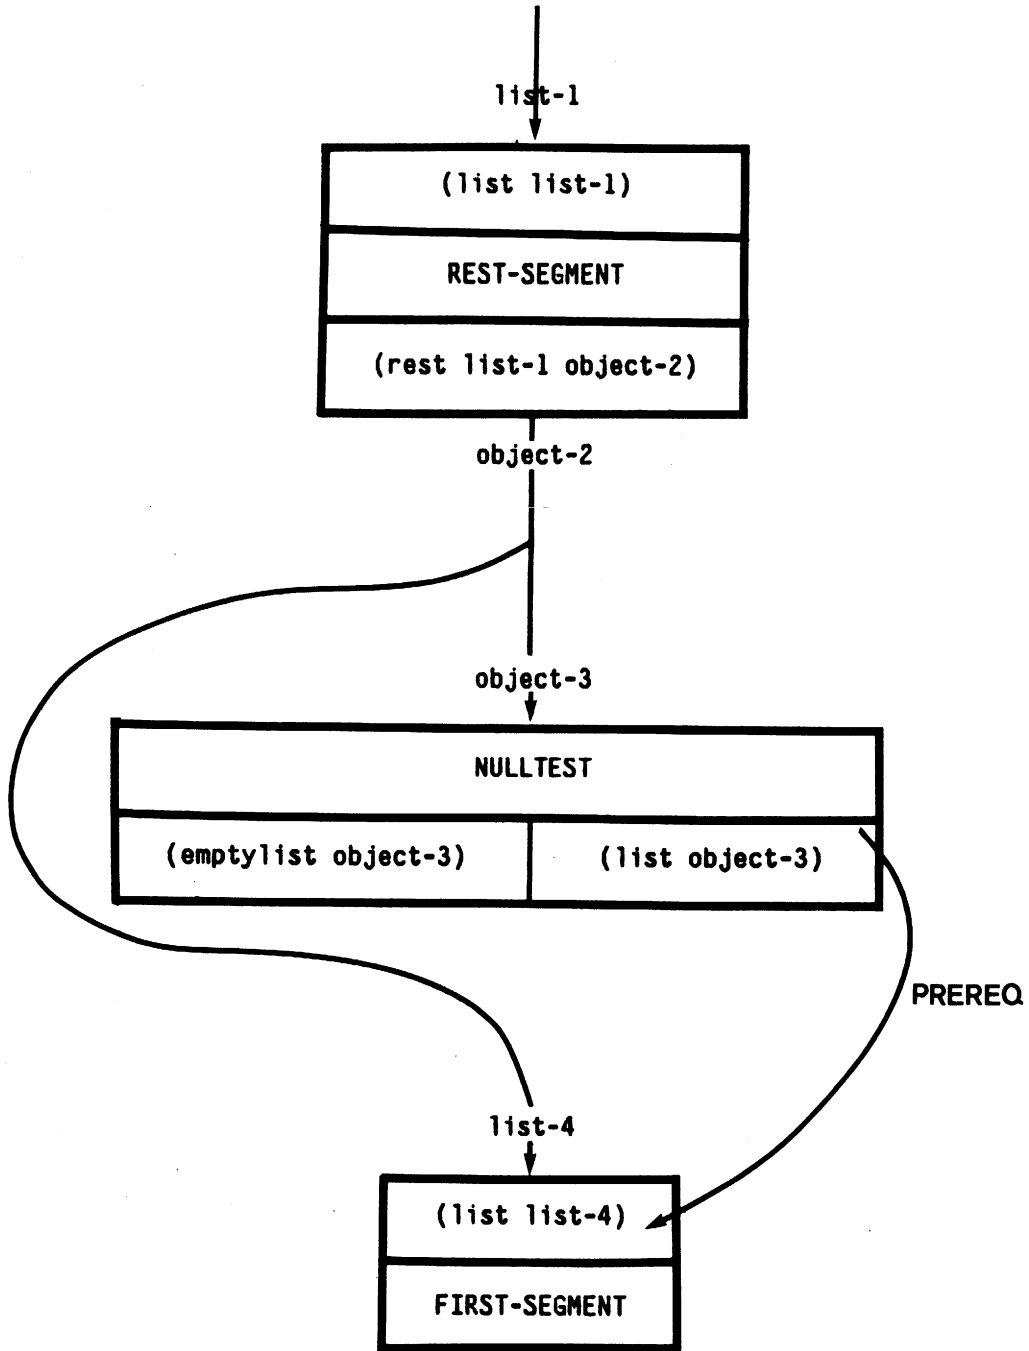 list-1
(list list-1)
REST-SEGMENT
(rest list-1 object-2)
object-2
object-3
NULLTEST
(emptylist object-3)
(list object-3)
PREREQ
list-4
(list list-4)
FIRST-SEGMENT